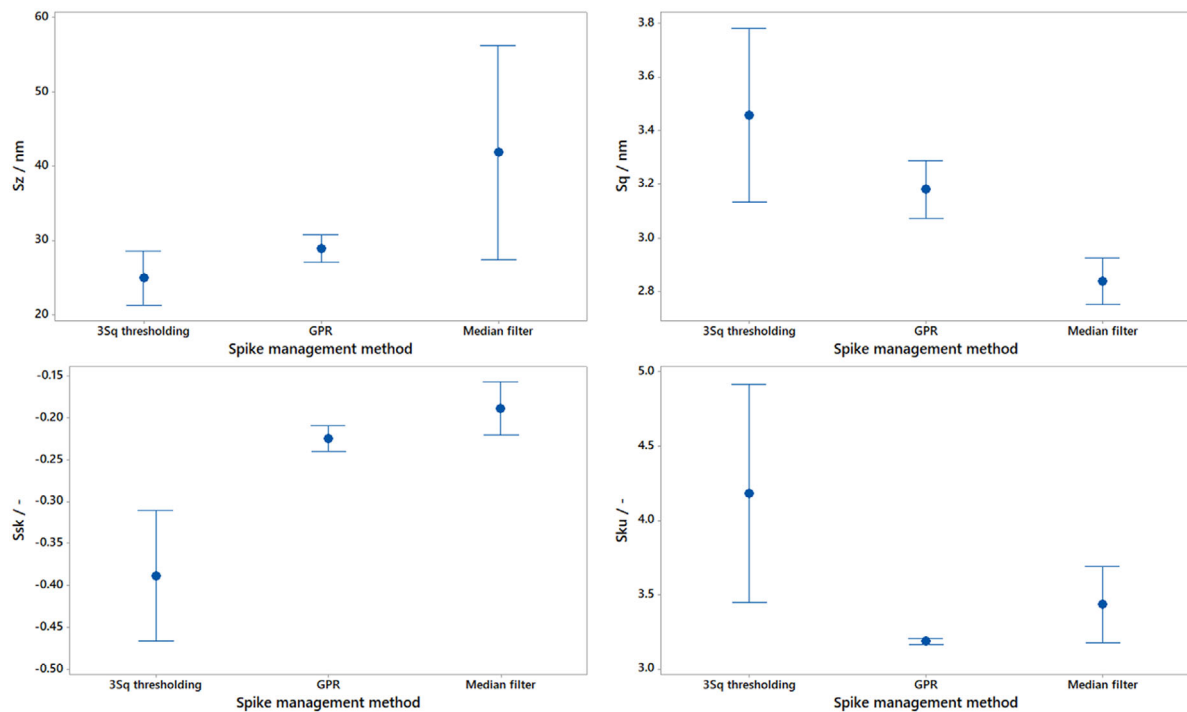 60
50
40
30
20
Sz / nm
3Sq thresholding GPR Median filter
Spike management method
3.8
3.6
3.4
3.2
3.0
2.8
Sq / nm
3Sq thresholding GPR Median filter
Spike management method
-0.15
-0.20
-0.25
-0.30
-0.35
-0.40
-0.45
-0.50
Ssk / -
3Sq thresholding GPR Median filter
Spike management method
5.0
4.5
4.0
3.5
3.0
Sku / -
3Sq thresholding GPR Median filter
Spike management method